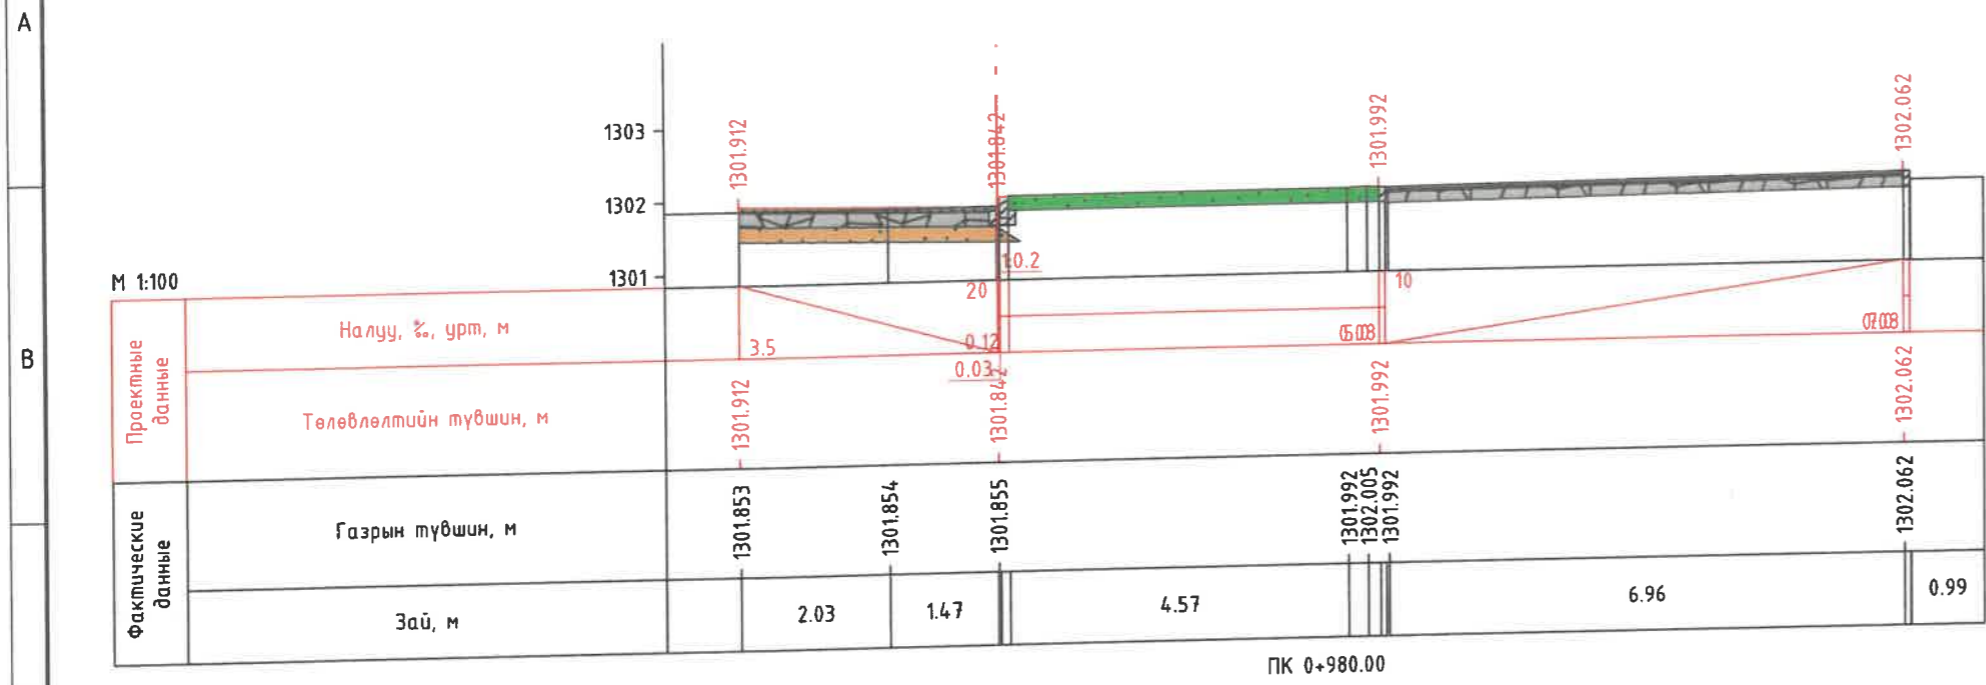 A
B
1303
1302
1301
1301.912
1301.842
1301.992
1302.062
М 1:100
Проектные данные
Налуу, ‰, урт, м
3.5
20
0.12
0.03
1:0.2
10
Төлөвлөлтийн түвшин, м
1301.912
1301.842
1301.992
1302.062
Фактические данные
Газрын түвшин, м
1301.853
1301.854
1301.855
1301.992
1302.005
1301.992
1302.062
Зай, м
2.03
1.47
4.57
6.96
0.99
ПК 0+980.00